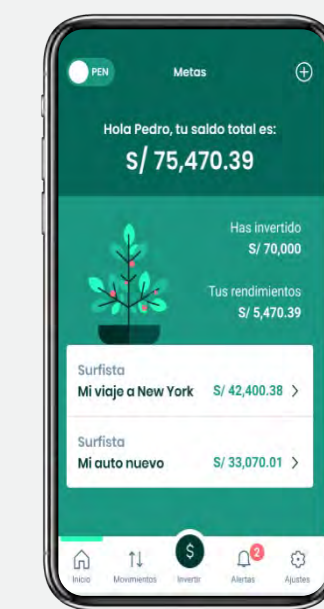 PEN
Metas
Hola Pedro, tu saldo total es:
S/ 75,470.39
Has invertido
S/ 70,000
Tus rendimientos
S/ 5,470.39
Surfista
Mi viaje a New York S/ 42,400.38
Surfista
Mi auto nuevo S/ 33,070.01
$
2
Inicio Movimientos Invertir Alertas Ajustes